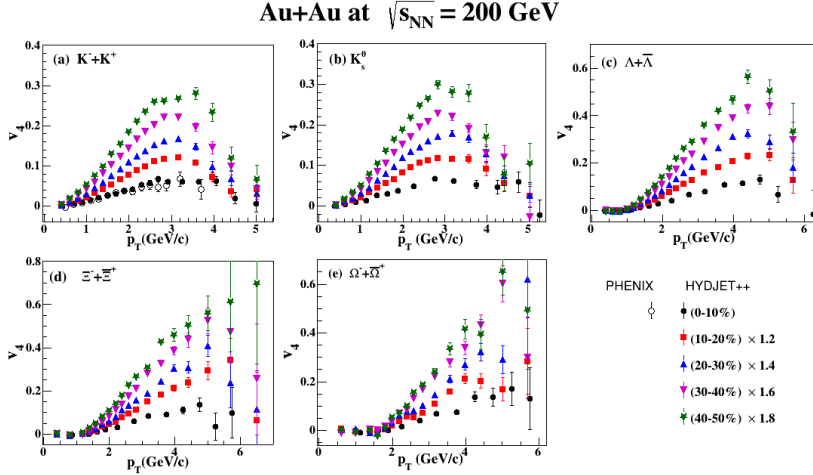 Au+Au at √sNN = 200 GeV
(a) K⁻+K⁺
(b) K⁰s
(c) Λ+Λ̅
v4
0.4
0.3
0.2
0.1
0
0 1 2 3 4 5
pT(GeV/c)
0.4
0.3
0.2
0.1
0
0 1 2 3 4 5
pT(GeV/c)
0.6
0.4
0.2
0
0 2 4 6
pT(GeV/c)
(d) Ξ⁻+Ξ̅⁺
(e) Ω⁻+Ω̅⁺
v4
0.8
0.6
0.4
0.2
0
0 2 4 6
pT(GeV/c)
0.6
0.4
0.2
0
0 2 4 6
pT(GeV/c)
PHENIX HYDJET++
(0-10%)
(10-20%) × 1.2
(20-30%) × 1.4
(30-40%) × 1.6
(40-50%) × 1.8